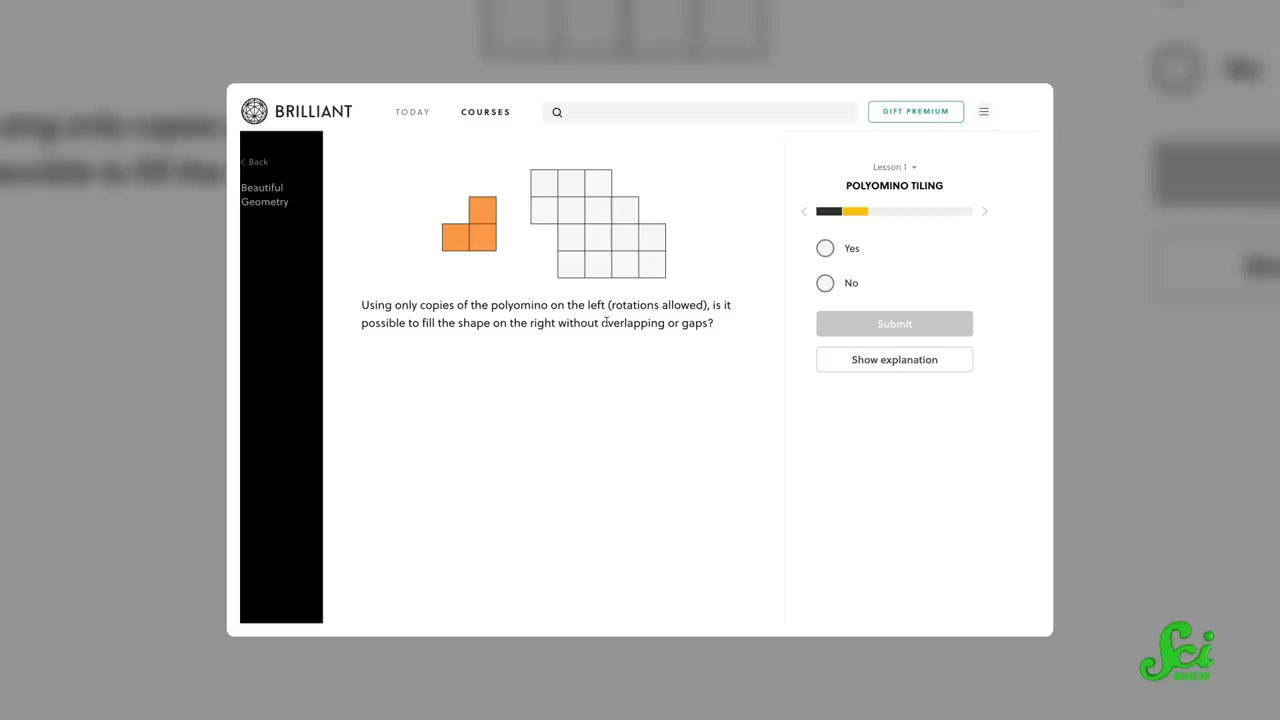 BRILLIANT
TODAY
COURSES
GIFT PREMIUM
< Back
Beautiful
Geometry
Using only copies of the polyomino on the left (rotations allowed), is it
possible to fill the shape on the right without overlapping or gaps?
Lesson 1
POLYOMINO TILING
Yes
No
Submit
Show explanation
Sci
SHOW